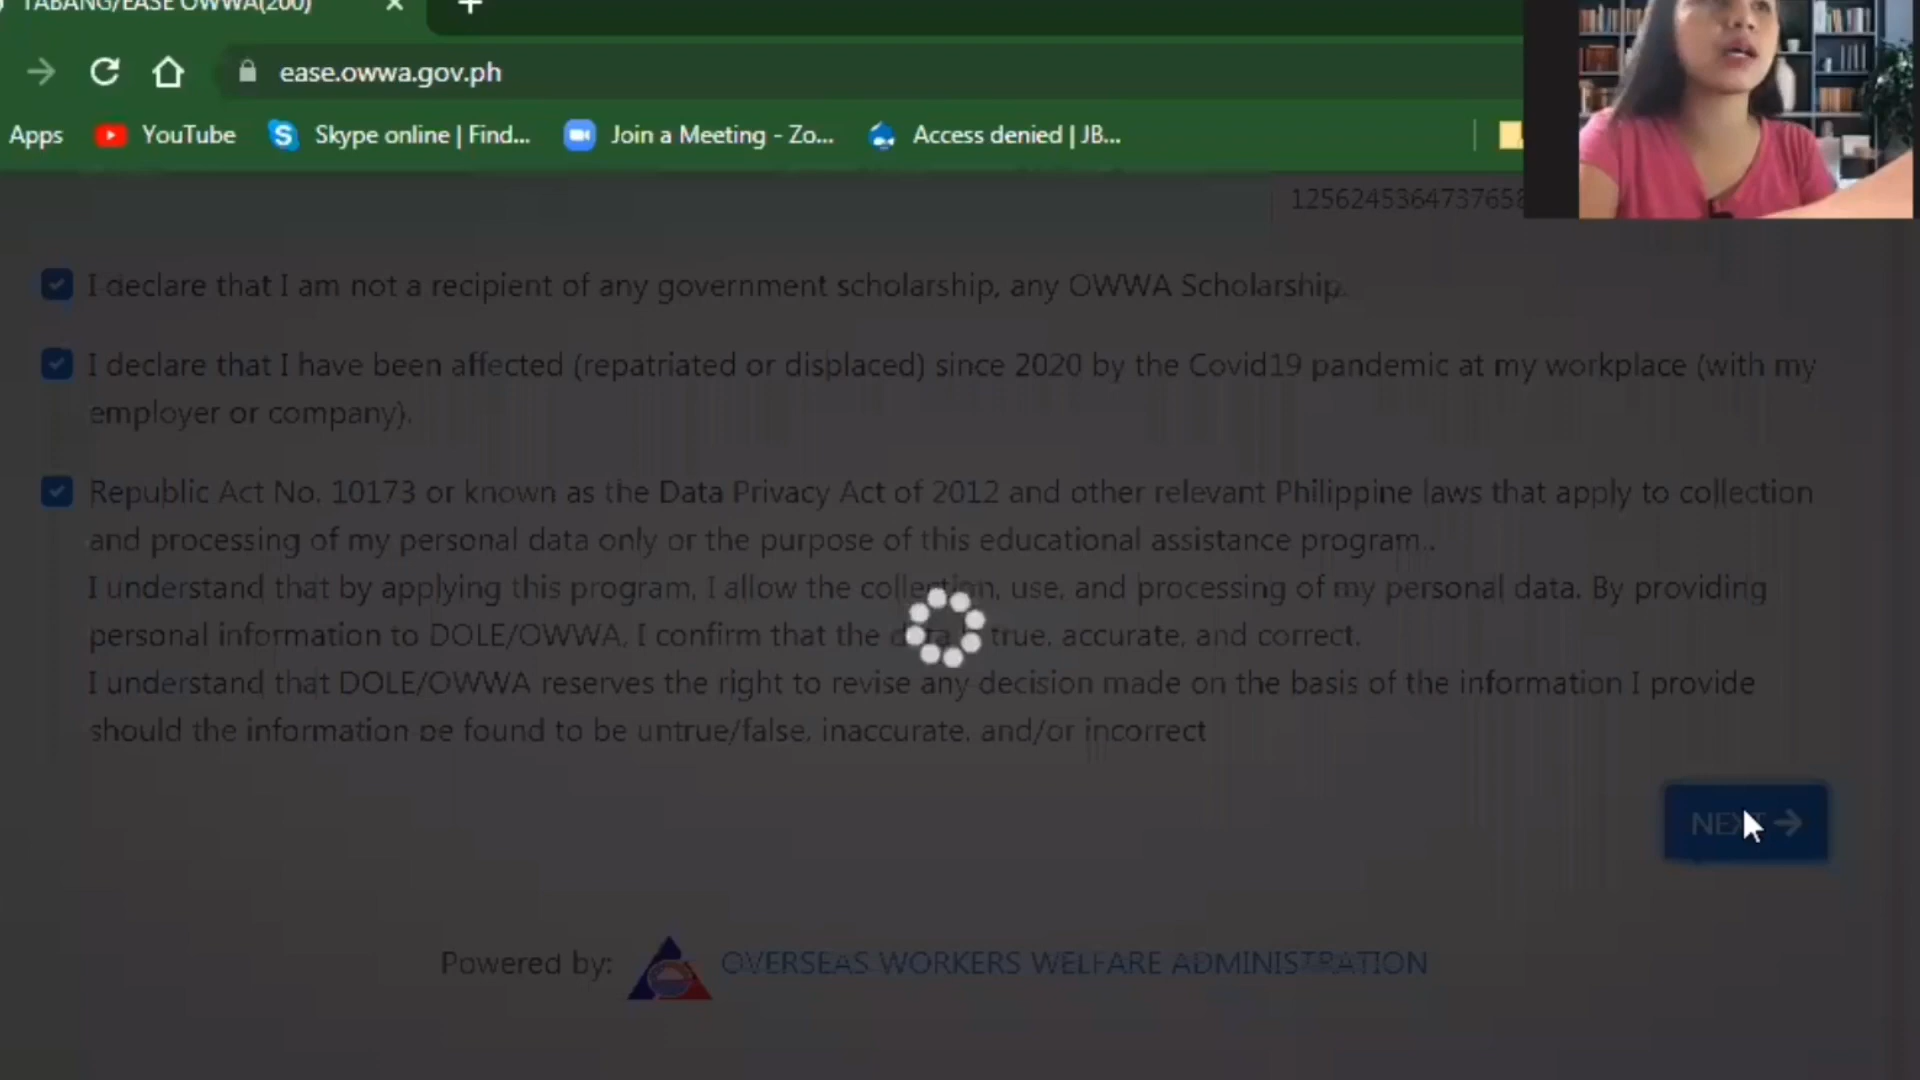 TABANG/EASE OWWA(200)
ease.owwa.gov.ph
Apps YouTube Skype online | Find... Join a Meeting - Zo... Access denied | JB...
1256245364737658
I declare that I am not a recipient of any government scholarship, any OWWA Scholarship.
I declare that I have been affected (repatriated or displaced) since 2020 by the Covid19 pandemic at my workplace (with my
employer or company).
Republic Act No. 10173 or known as the Data Privacy Act of 2012 and other relevant Philippine laws that apply to collection
and processing of my personal data only or the purpose of this educational assistance program..
I understand that by applying this program, I allow the collection, use, and processing of my personal data. By providing
personal information to DOLE/OWWA, I confirm that the true, accurate, and correct.
I understand that DOLE/OWWA reserves the right to revise any decision made on the basis of the information I provide
should the information be found to be untrue/false, inaccurate, and/or incorrect
NEXT
Powered by: OVERSEAS WORKERS WELFARE ADMINISTRATION